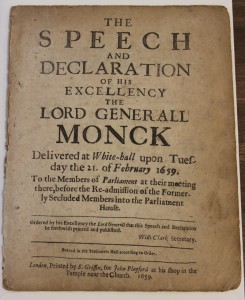 THE
SPEECH
AND
DECLARATION
OF HIS
EXCELLENCY
THE
LORD GENERALL
MONCK
Delivered at White-hall upon Tues-
day the 21. of February 1659.
To the Members of Parliament at their meeting
there, before the Re-admission of the Former-
ly Secluded Members into the Parliament
House.
Ordered by his Excellency the Lord Generall that this Speech and Declaration
be forthwith printed and published.
Will: Clark, Secretary.
London, Printed by S. Griffin, for John Playford at his shop in the
Temple near the Church. 1659.